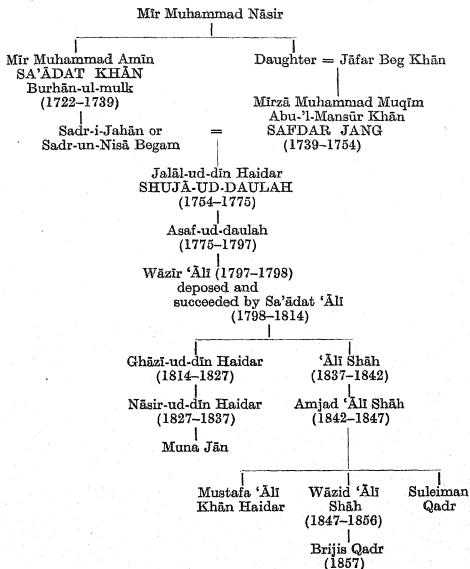 Mīr Muhammad Nāsir
Mīr Muhammad Amīn
SA'ĀDAT KHĀN
Burhān-ul-mulk
(1722–1739)
Daughter = Jāfar Beg Khān
Mīrzā Muhammad Muqīm
Abu-'l-Mansūr Khān
SAFDAR JANG
(1739–1754)
Sadr-i-Jahān or
Sadr-un-Nisā Begam
=
Jalāl-ud-dīn Haidar
SHUJĀ-UD-DAULAH
(1754–1775)
Asaf-ud-daulah
(1775–1797)
Wāzīr ‘Ālī (1797–1798)
deposed and
succeeded by Sa'ādat ‘Ālī
(1798–1814)
Ghāzī-ud-dīn Haidar
(1814–1827)
‘Ālī Shāh
(1837–1842)
Nāsir-ud-dīn Haidar
(1827–1837)
Amjad ‘Ālī Shāh
(1842–1847)
Muna Jān
Mustafa ‘Ālī
Khān Haidar
Wāzid ‘Ālī
Shāh
(1847–1856)
Suleiman
Qadr
Brijis Qadr
(1857)